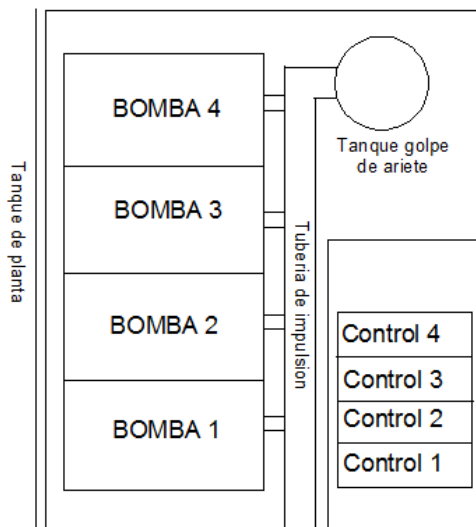 Tanque de planta
BOMBA 4
BOMBA 3
BOMBA 2
BOMBA 1
Tuberia de impulsion
Tanque golpe
de ariete
Control 4
Control 3
Control 2
Control 1